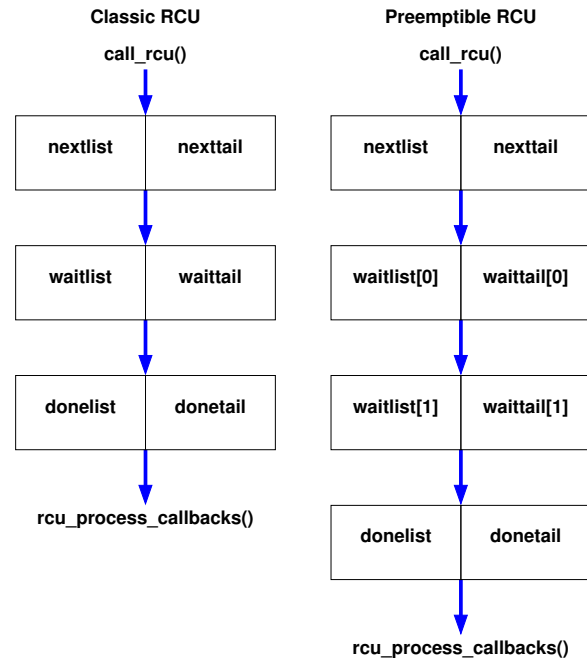 Classic RCU
call_rcu()
nextlist nexttail
waitlist waittail
donelist donetail
rcu_process_callbacks()
Preemptible RCU
call_rcu()
nextlist nexttail
waitlist[0] waittail[0]
waitlist[1] waittail[1]
donelist donetail
rcu_process_callbacks()